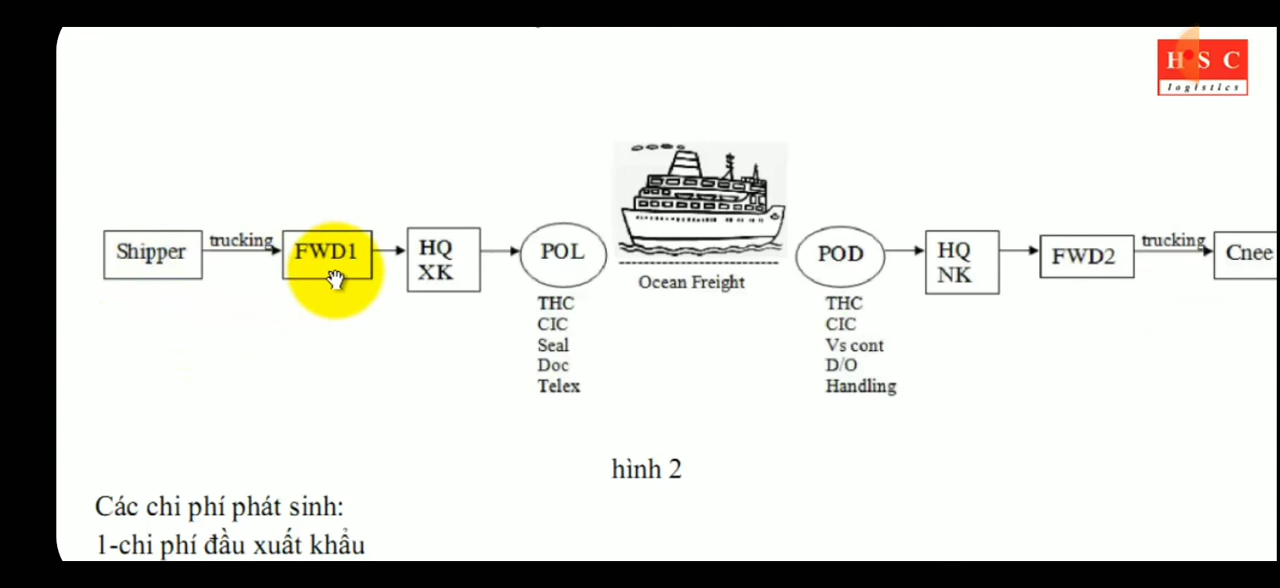 H S C
logistics
Shipper
trucking
FWD1
HQ
XK
POL
THC
CIC
Seal
Doc
Telex
Ocean Freight
POD
THC
CIC
Vs cont
D/O
Handling
HQ
NK
FWD2
trucking
Cnee
hình 2
Các chi phí phát sinh:
1-chi phí đầu xuất khẩu